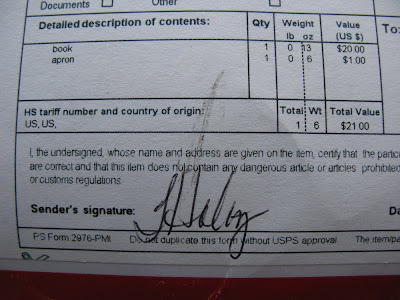 Documents Other
Detailed description of contents: Qty Weight Value To:
lb oz (US $)
book 1 0 13 $20.00
apron 1 0 6 $1.00
HS tariff number and country of origin: Total Wt Total Value
US, US, 1 6 $21.00
I, the undersigned, whose name and address are given on the item, certify that the partic
are correct and that this item does not contain any dangerous article or articles prohibited
or customs regulations.
Sender's signature: Da
PS Form 2976-PMI Do not duplicate this form without USPS approval. The item/pa